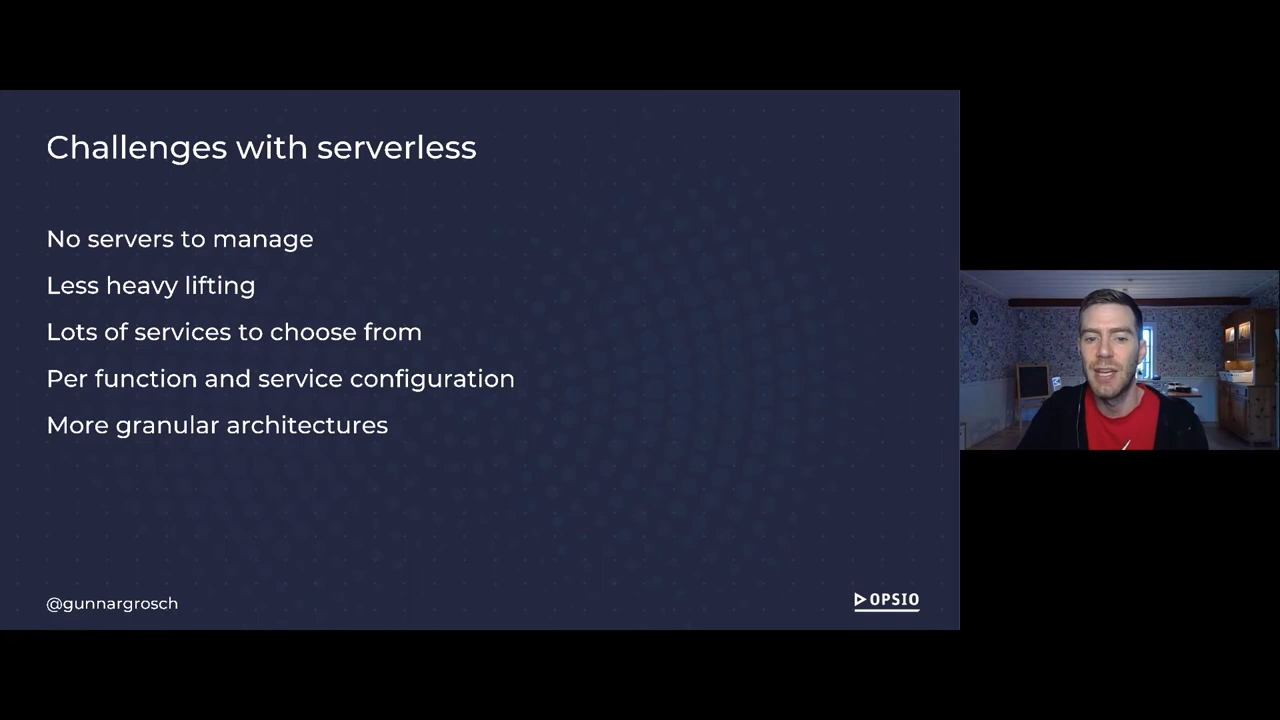 Challenges with serverless
No servers to manage
Less heavy lifting
Lots of services to choose from
Per function and service configuration
More granular architectures
@gunnargrosch
OPSIO